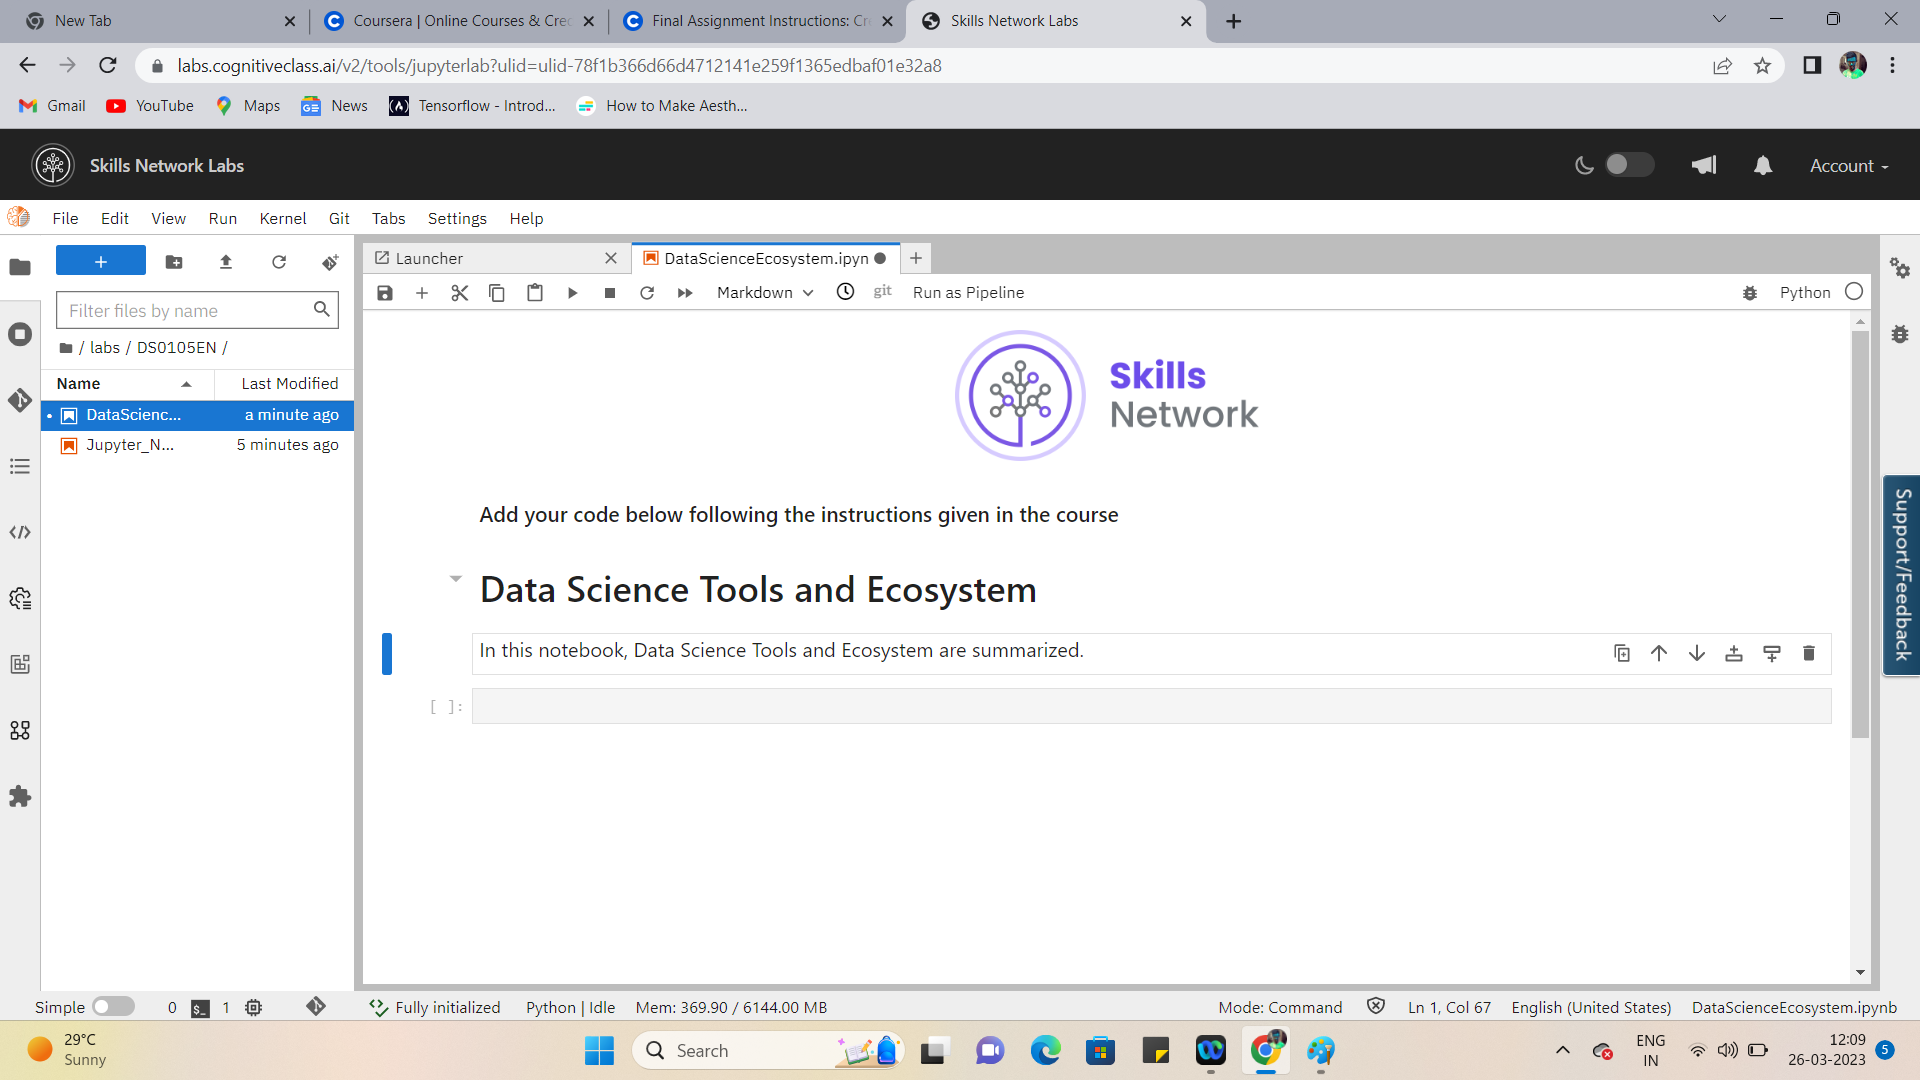 New Tab
Coursera | Online Courses & Crec
Final Assignment Instructions: Cre
Skills Network Labs
labs.cognitiveclass.ai/v2/tools/jupyterlab?ulid=ulid-78f1b366d66d4712141e259f1365edbaf01e32a8
Gmail
YouTube
Maps
News
Tensorflow - Introd...
How to Make Aesth...
Skills Network Labs
Account
File Edit View Run Kernel Git Tabs Settings Help
Launcher
DataScienceEcosystem.ipyn
Filter files by name
Markdown
git
Run as Pipeline
Python
/ labs / DS0105EN /
Name
Last Modified
DataScienc... a minute ago
Jupyter_N... 5 minutes ago
Skills
Network
Add your code below following the instructions given in the course
Data Science Tools and Ecosystem
In this notebook, Data Science Tools and Ecosystem are summarized.
[ ]:
Support/Feedback
Simple
0
$_
1
Fully initialized
Python | Idle
Mem: 369.90 / 6144.00 MB
Mode: Command
Ln 1, Col 67
English (United States)
DataScienceEcosystem.ipynb
29°C
Sunny
Search
ENG
IN
12:09
26-03-2023
5